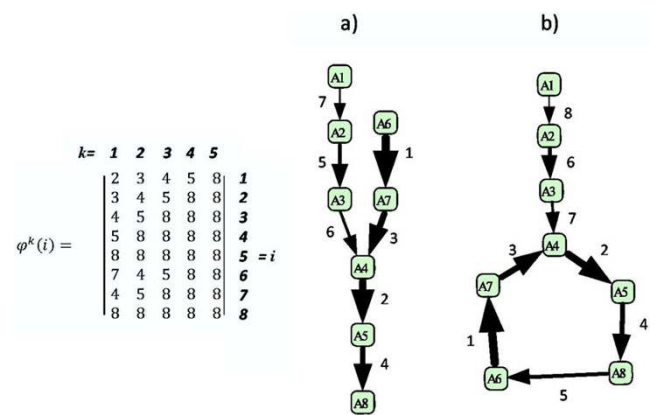 a)
b)
k= 1 2 3 4 5
2 3 4 5 8 1
3 4 5 8 8 2
4 5 8 8 8 3
5 8 8 8 8 4
φᵏ(i) =
8 8 8 8 8 5 = i
7 4 5 8 8 6
4 5 8 8 8 7
8 8 8 8 8 8
A1
7
A2
A6
5
1
A3
A7
6
3
A4
2
A5
4
A8
A1
8
A2
6
A3
7
A4
3
2
A7
A5
1
4
A6
A8
5